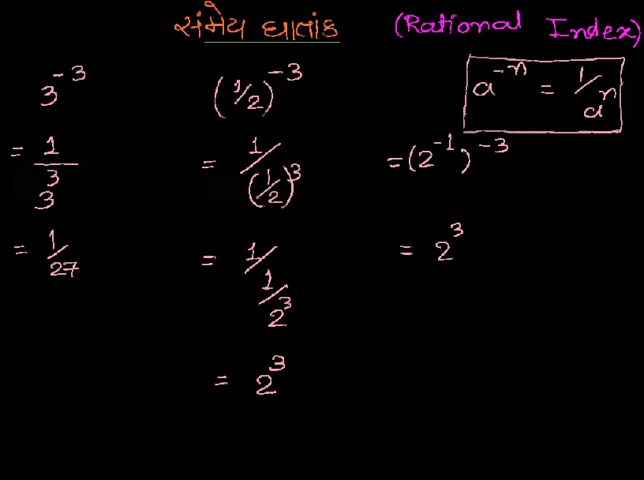 સંમેય ઘાતાંક (Rational Index)
3^-3 (1/2)^-3 a^-n = 1/a^n
= 1/3^3 = 1/(1/2)^3 = (2^-1)^-3
= 1/27 = 1/1/2^3 = 2^3
= 2^3